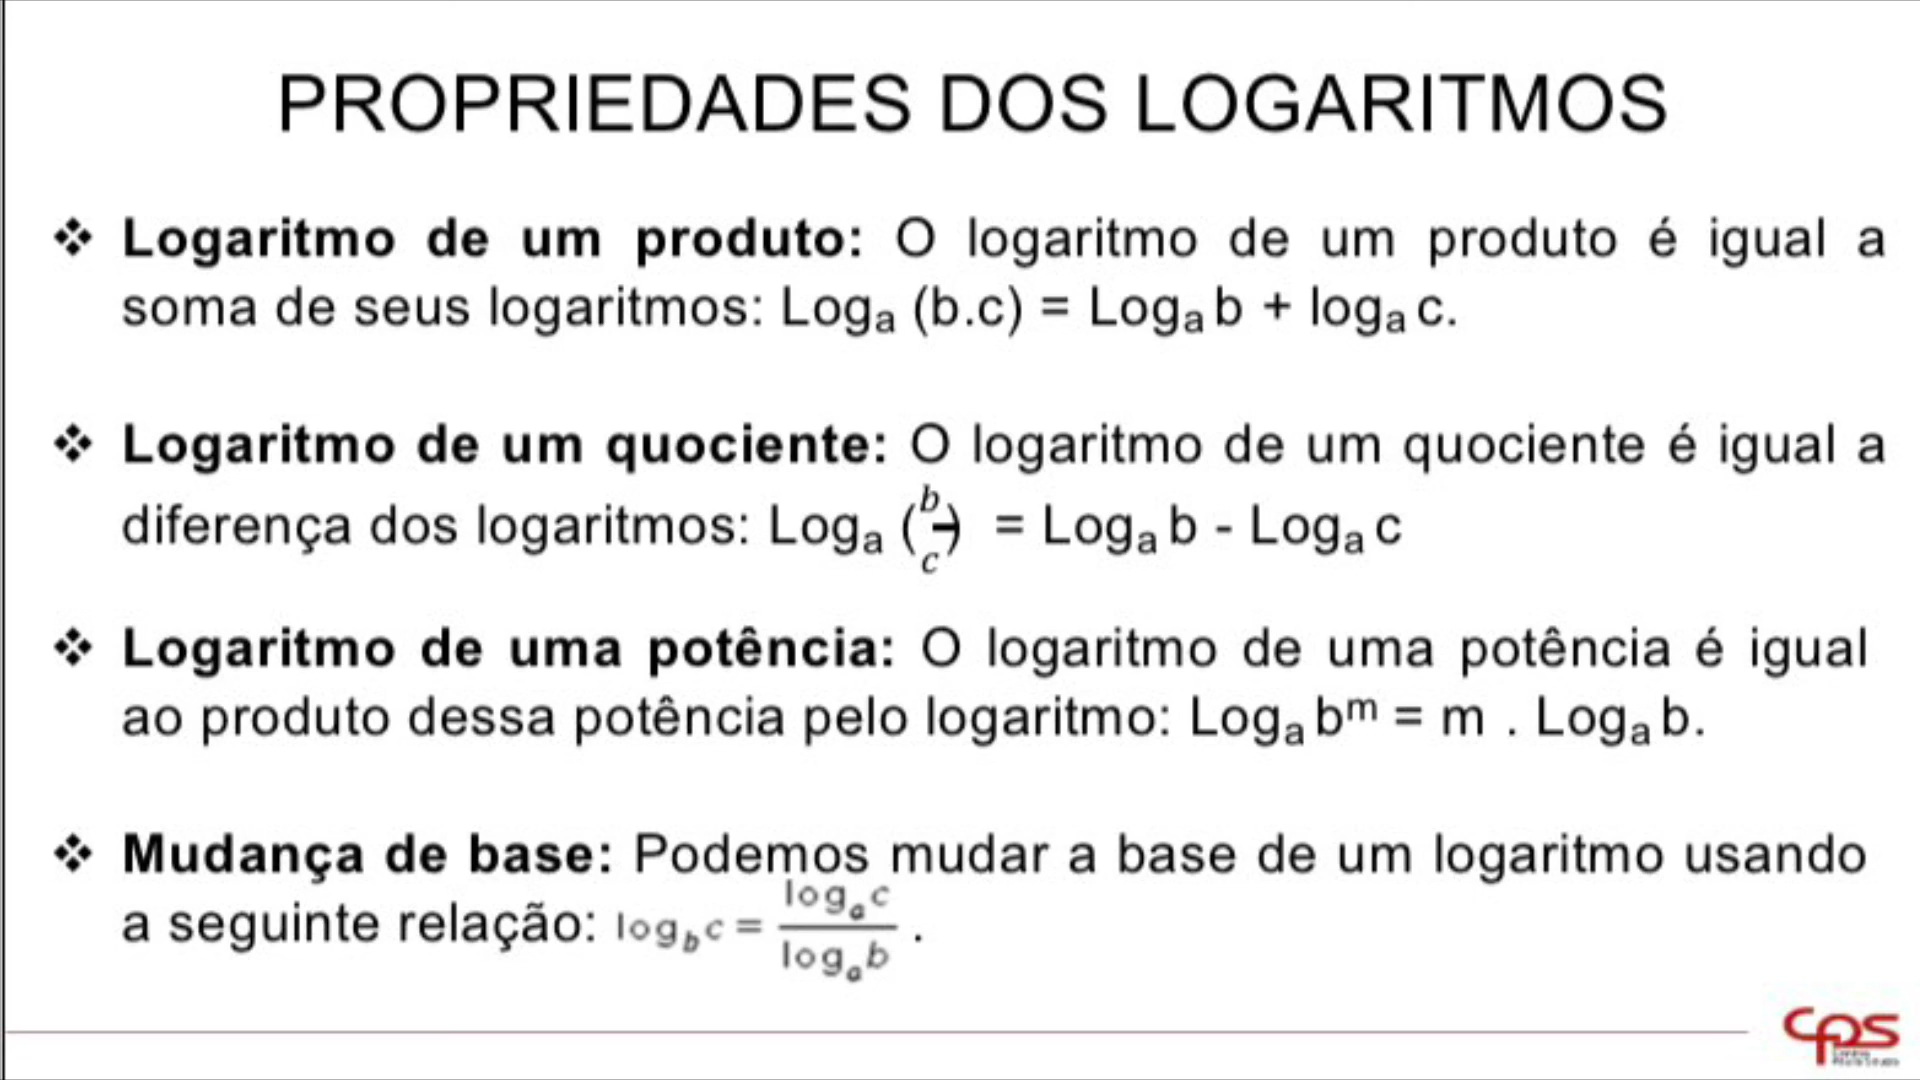 PROPRIEDADES DOS LOGARITMOS
❖ Logaritmo de um produto: O logaritmo de um produto é igual a
soma de seus logaritmos: Logₐ (b.c) = Logₐ b + logₐ c.
❖ Logaritmo de um quociente: O logaritmo de um quociente é igual a
diferença dos logaritmos: Logₐ (b/c) = Logₐ b - Logₐ c
❖ Logaritmo de uma potência: O logaritmo de uma potência é igual
ao produto dessa potência pelo logaritmo: Logₐ bᵐ = m . Logₐ b.
❖ Mudança de base: Podemos mudar a base de um logaritmo usando
a seguinte relação: log_b c = logₐ c / logₐ b .
cps